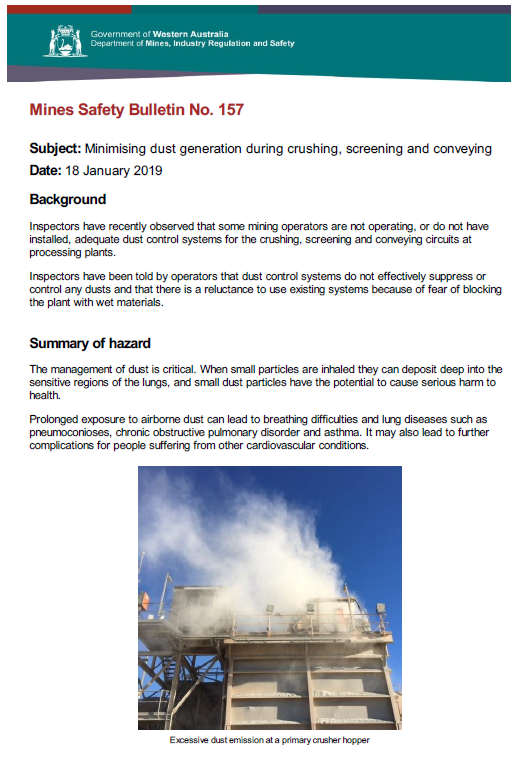 Government of Western Australia
Department of Mines, Industry Regulation and Safety
Mines Safety Bulletin No. 157
Subject: Minimising dust generation during crushing, screening and conveying
Date: 18 January 2019
Background
Inspectors have recently observed that some mining operators are not operating, or do not have
installed, adequate dust control systems for the crushing, screening and conveying circuits at
processing plants.
Inspectors have been told by operators that dust control systems do not effectively suppress or
control any dusts and that there is a reluctance to use existing systems because of fear of blocking
the plant with wet materials.
Summary of hazard
The management of dust is critical. When small particles are inhaled they can deposit deep into the
sensitive regions of the lungs, and small dust particles have the potential to cause serious harm to
health.
Prolonged exposure to airborne dust can lead to breathing difficulties and lung diseases such as
pneumoconioses, chronic obstructive pulmonary disorder and asthma. It may also lead to further
complications for people suffering from other cardiovascular conditions.
Excessive dust emission at a primary crusher hopper